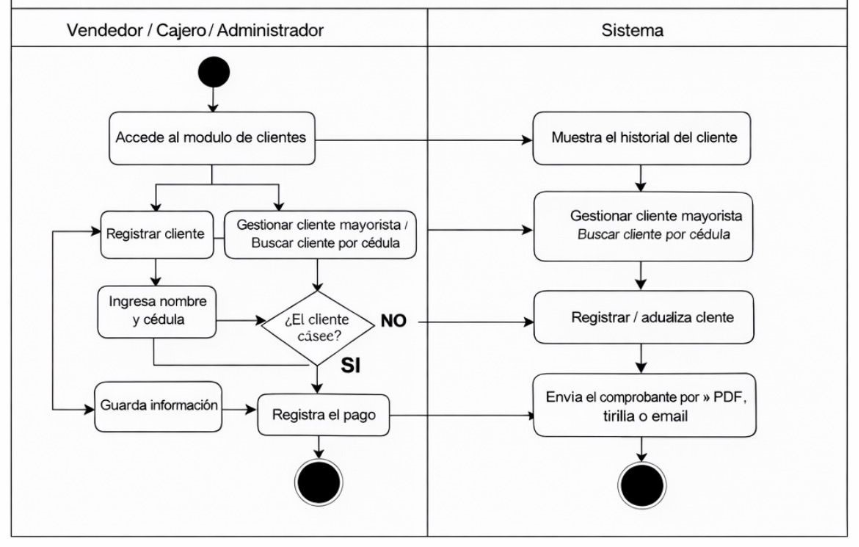 Vendedor / Cajero / Administrador
Sistema
Accede al modulo de clientes
Muestra el historial del cliente
Registrar cliente
Gestionar cliente mayorista /
Buscar cliente por cédula
Gestionar cliente mayorista
Buscar cliente por cédula
Ingresa nombre
y cédula
¿El cliente
cásee?
NO
SI
Registrar / adualiza clente
Guarda información
Registra el pago
Envia el comprobante por » PDF,
tirilla o email